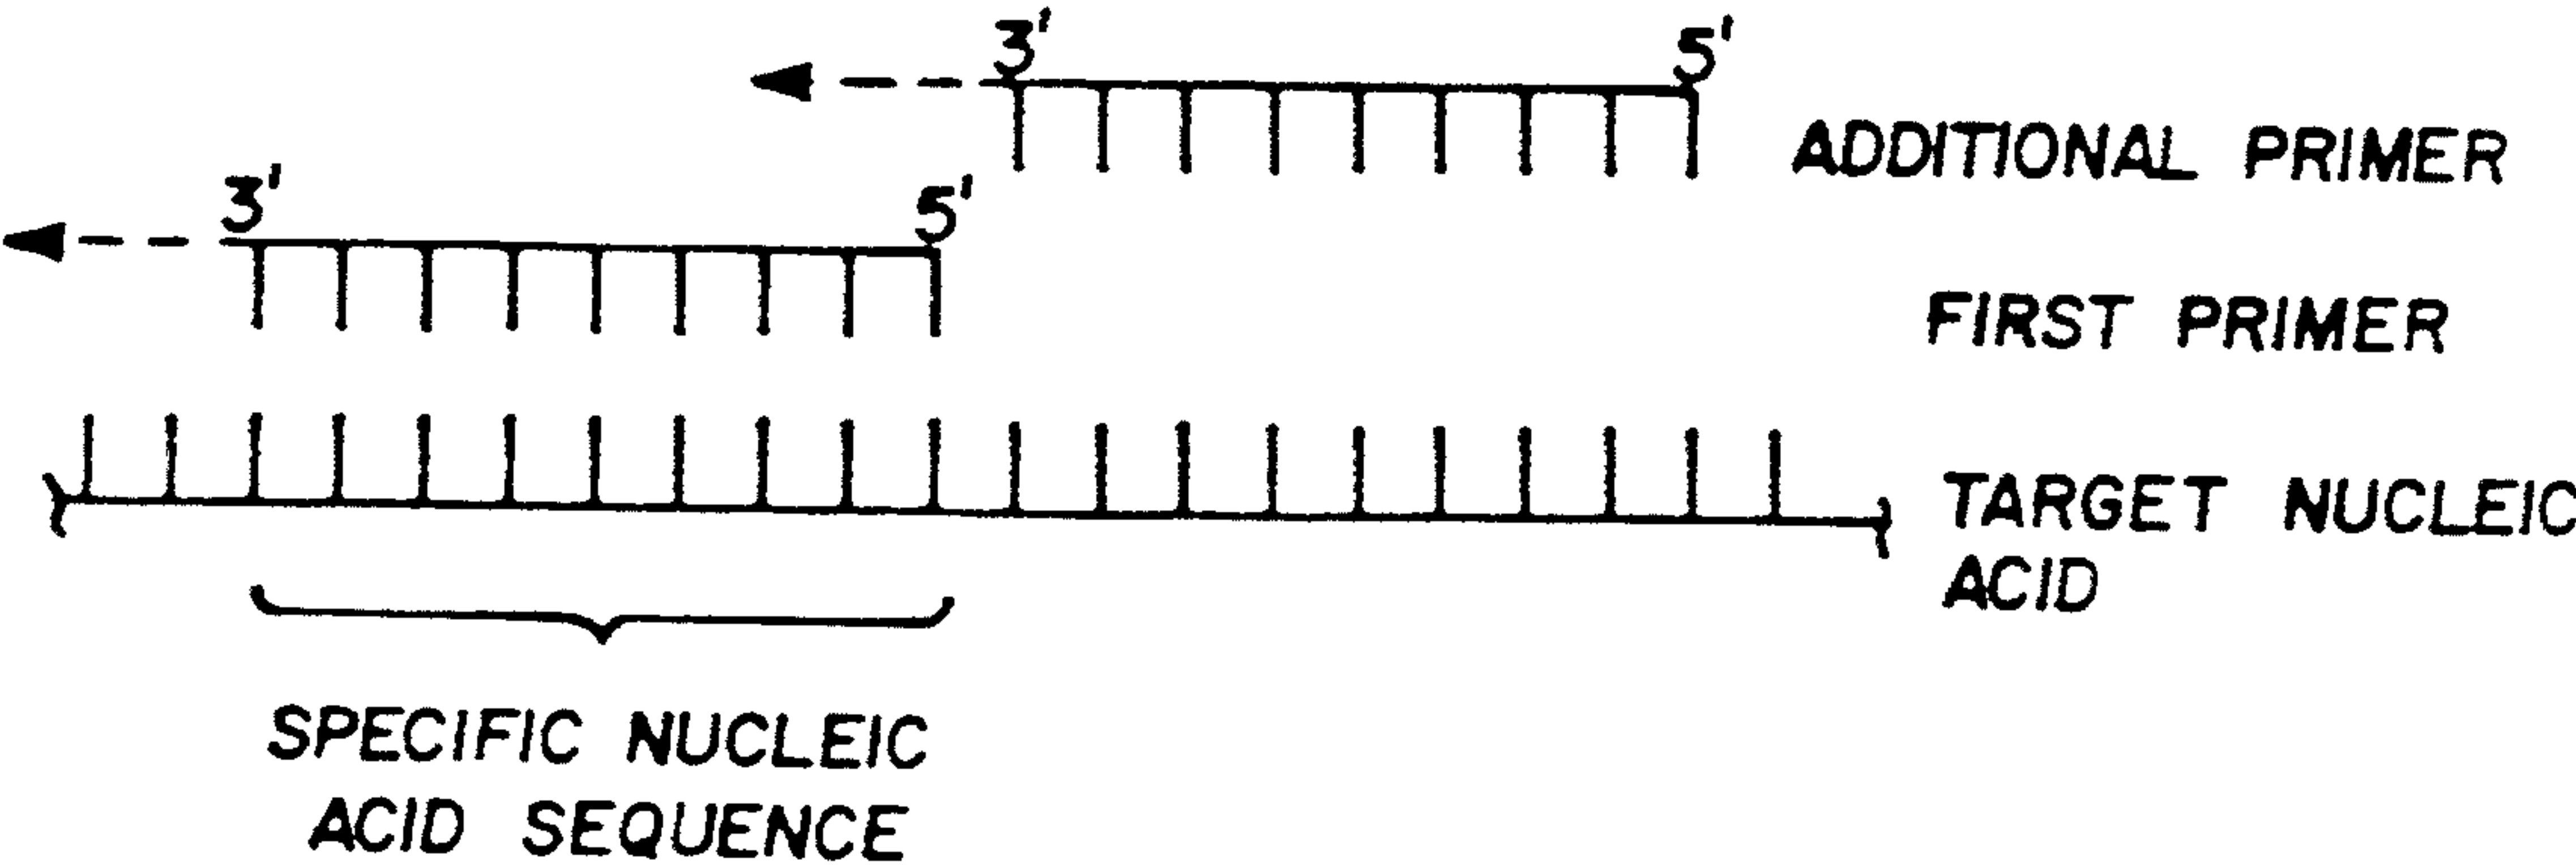 3' 5'
ADDITIONAL PRIMER
3' 5'
FIRST PRIMER
TARGET NUCLEIC
ACID
SPECIFIC NUCLEIC
ACID SEQUENCE